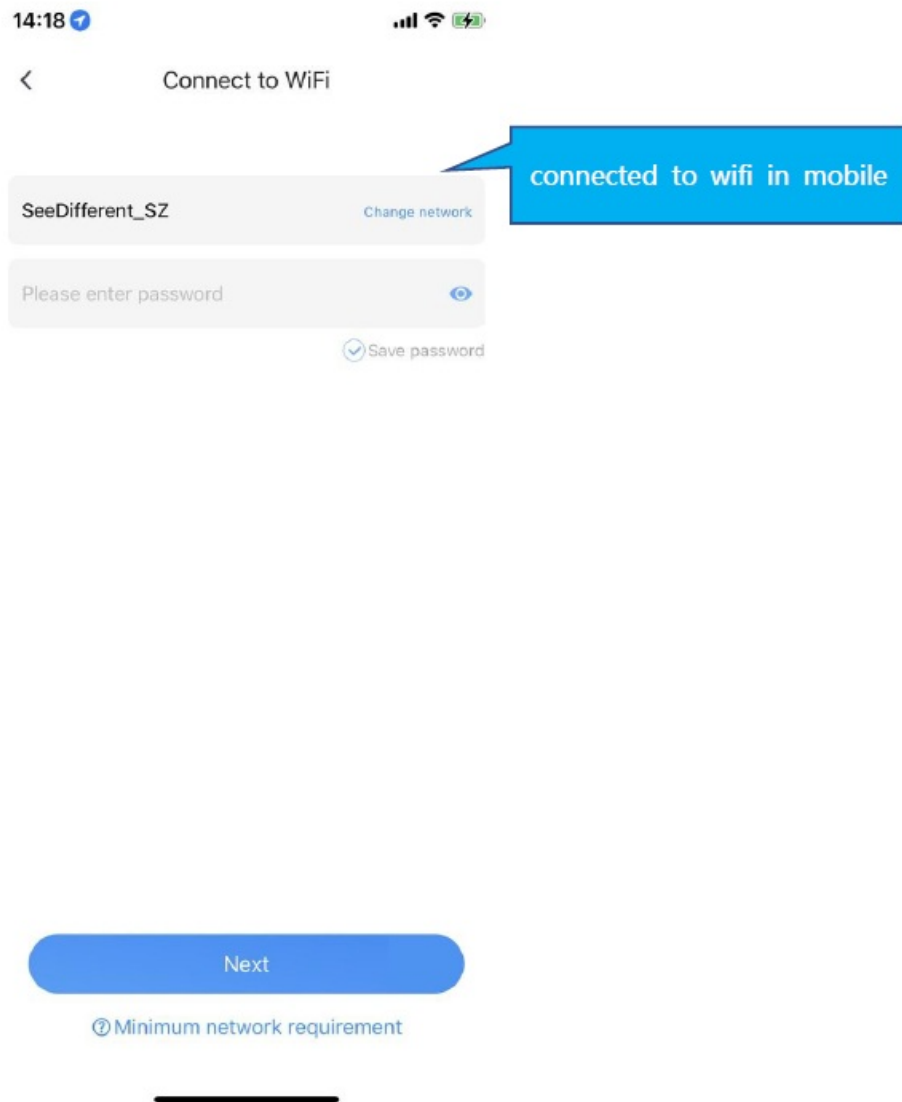 14:18
Connect to WiFi
connected to wifi in mobile
SeeDifferent_SZ
Change network
Please enter password
Save password
Next
Minimum network requirement